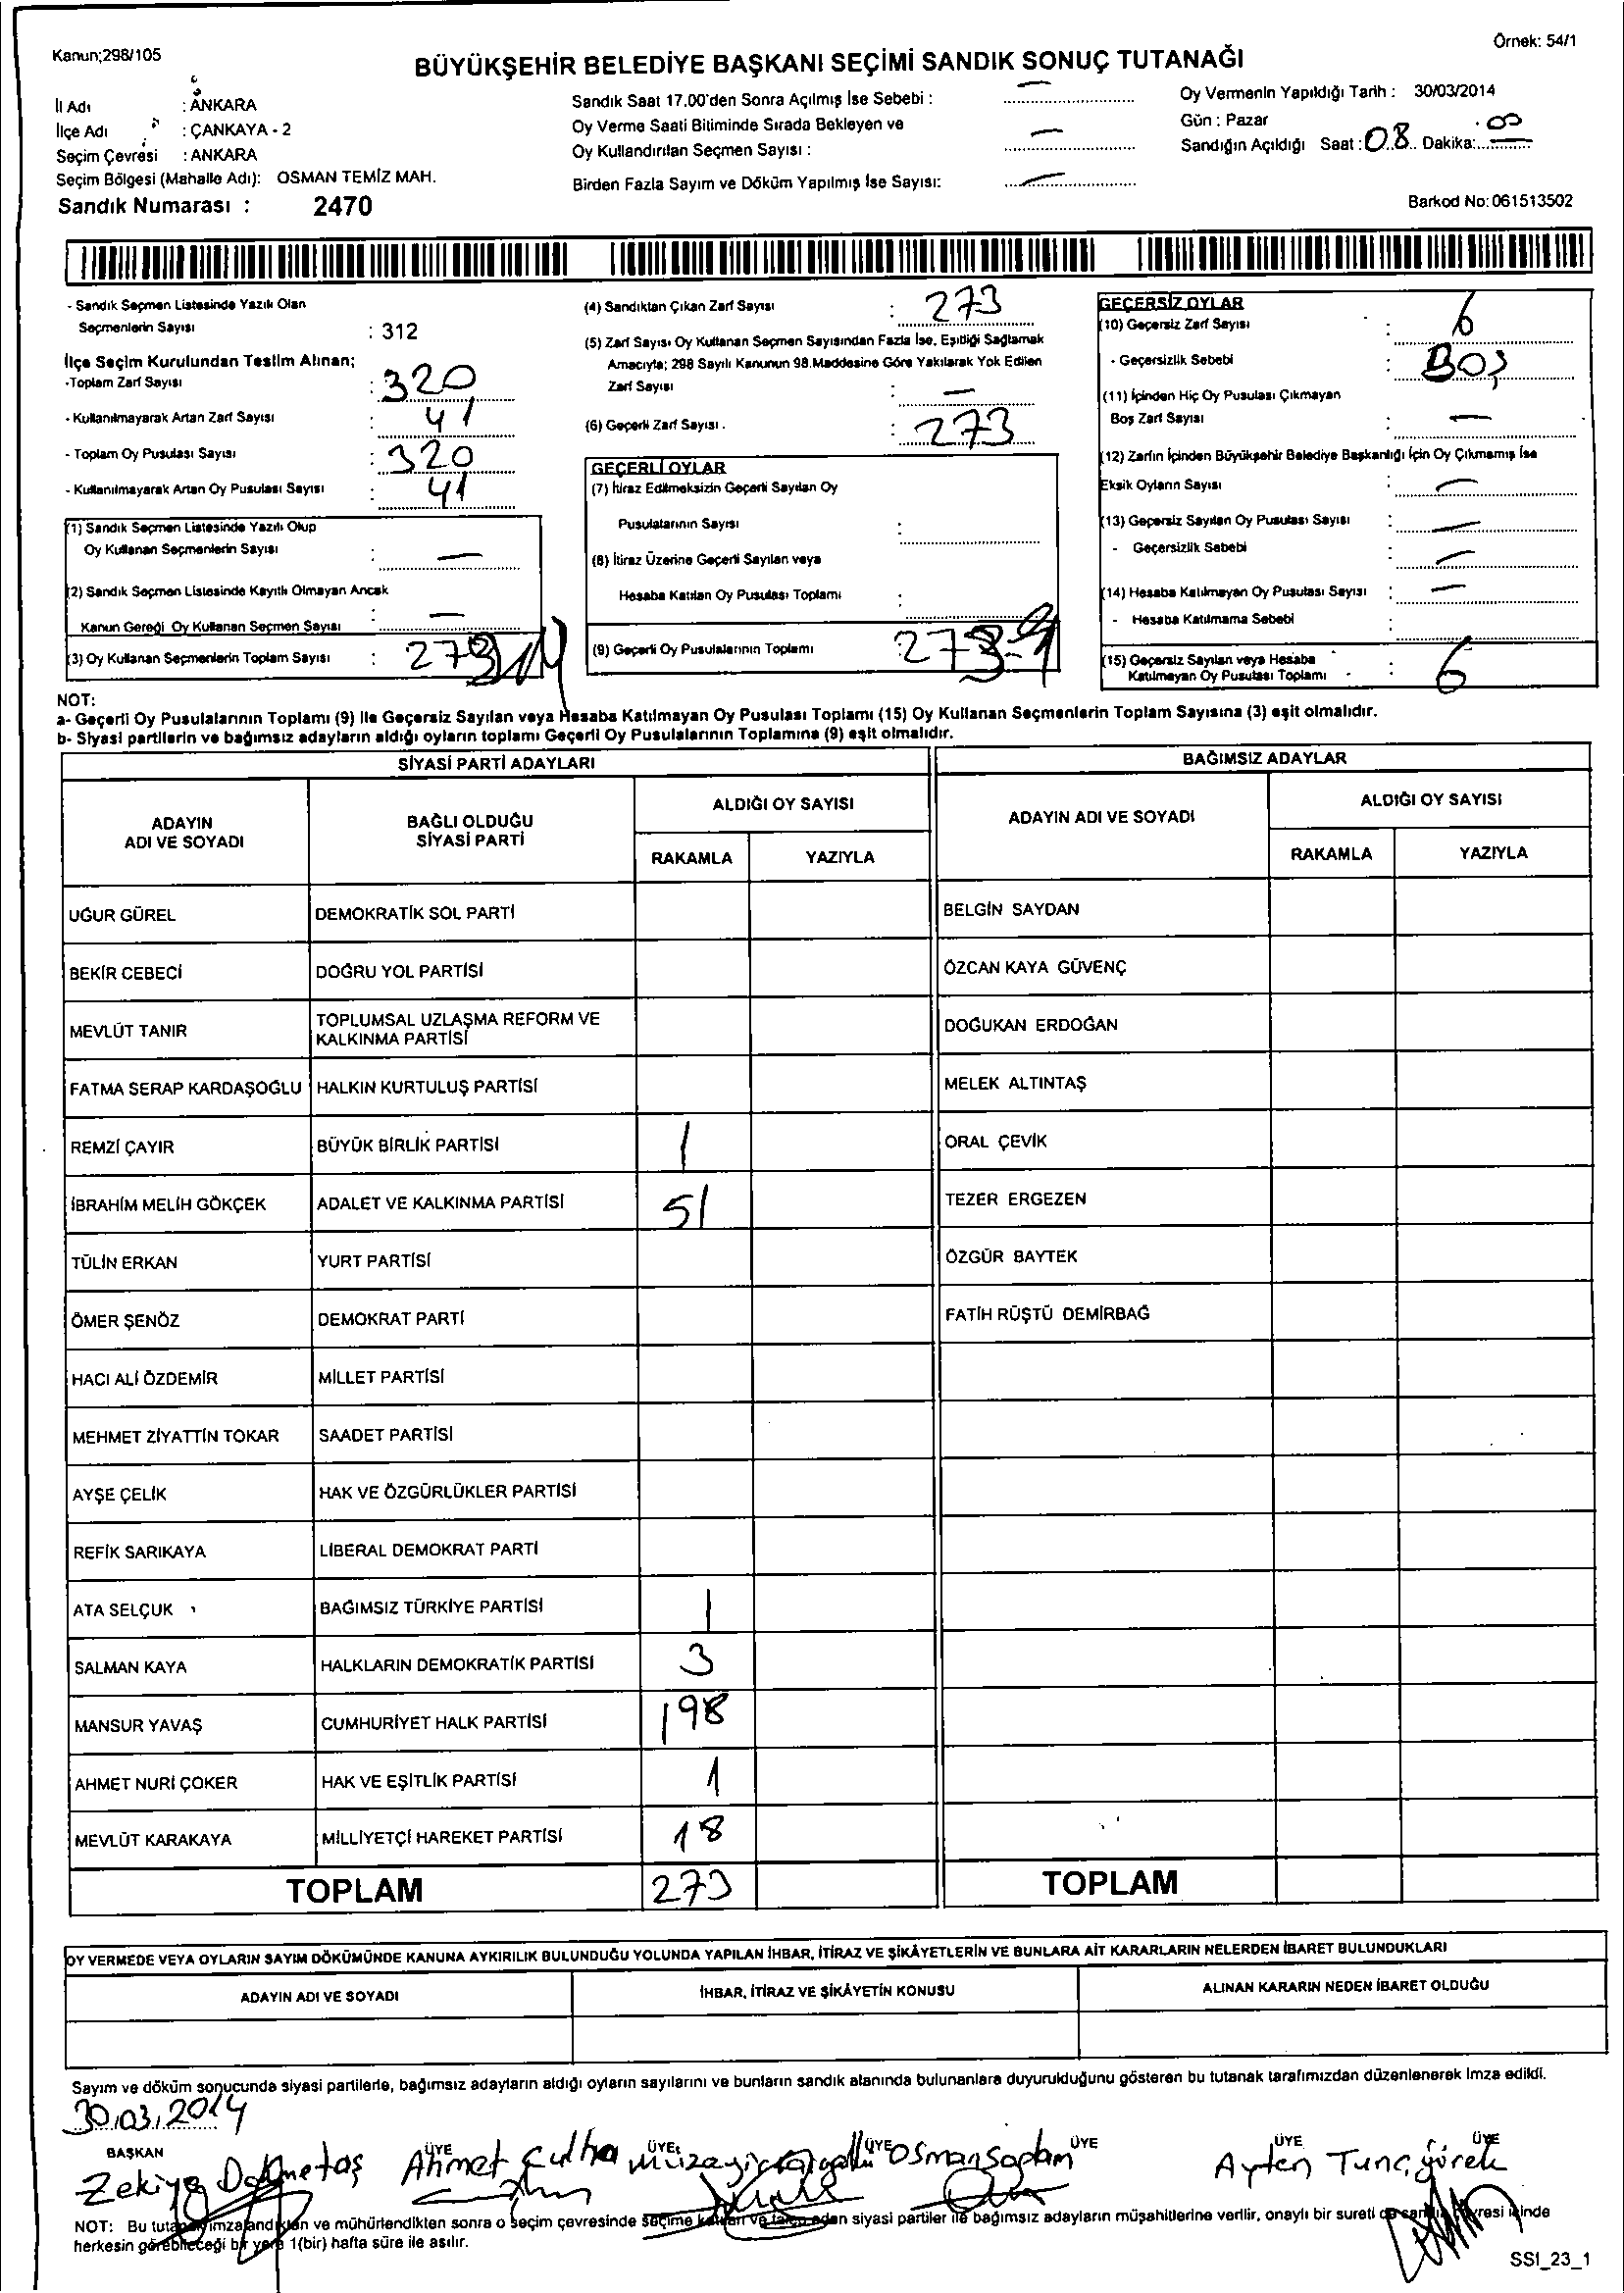 Kanun;298/105
Örnek: 54/1
BÜYÜKŞEHİR BELEDİYE BAŞKANI SEÇİMİ SANDIK SONUÇ TUTANAĞI
İl Adı : ANKARA
İlçe Adı : ÇANKAYA - 2
Seçim Çevresi : ANKARA
Seçim Bölgesi (Mahalle Adı): OSMAN TEMİZ MAH.
Sandık Numarası : 2470
Sandık Saat 17.00'den Sonra Açılmış İse Sebebi : —
Oy Verme Saati Bitiminde Sırada Bekleyen ve
Oy Kullandırılan Seçmen Sayısı : —
Birden Fazla Sayım ve Döküm Yapılmış İse Sayısı: —
Oy Vermenin Yapıldığı Tarih : 30/03/2014
Gün : Pazar
Sandığın Açıldığı Saat : 08 Dakika:
Barkod No: 061513502
- Sandık Seçmen Listesinde Yazılı Olan
Seçmenlerin Sayısı : 312
İlçe Seçim Kurulundan Teslim Alınan;
-Toplam Zarf Sayısı : 320
- Kullanılmayarak Artan Zarf Sayısı : 41
- Toplam Oy Pusulası Sayısı : 320
- Kullanılmayarak Artan Oy Pusulası Sayısı : 41
(1) Sandık Seçmen Listesinde Yazılı Olup
Oy Kullanan Seçmenlerin Sayısı : —
(2) Sandık Seçmen Listesinde Kayıtlı Olmayan Ancak
Kanun Gereği Oy Kullanan Seçmen Sayısı : —
(3) Oy Kullanan Seçmenlerin Toplam Sayısı :
(4) Sandıktan Çıkan Zarf Sayısı : 273
(5) Zarf Sayısı Oy Kullanan Seçmen Sayısından Fazla İse, Eşitliği Sağlamak
Amacıyla; 298 Sayılı Kanunun 98.Maddesine Göre Yakılarak Yok Edilen
Zarf Sayısı : —
(6) Geçerli Zarf Sayısı . : 273
GEÇERLİ OYLAR
(7) İtiraz Edilmeksizin Geçerli Sayılan Oy
Pusulalarının Sayısı :
(8) İtiraz Üzerine Geçerli Sayılan veya
Hesaba Katılan Oy Pusulası Toplamı :
(9) Geçerli Oy Pusulalarının Toplamı : 273
GEÇERSİZ OYLAR
(10) Geçersiz Zarf Sayısı : 6
- Geçersizlik Sebebi : BOŞ
(11) İçinden Hiç Oy Pusulası Çıkmayan
Boş Zarf Sayısı : —
(12) Zarfın İçinden Büyükşehir Belediye Başkanlığı İçin Oy Çıkmamış İse
Eksik Oyların Sayısı : —
(13) Geçersiz Sayılan Oy Pusulası Sayısı : —
- Geçersizlik Sebebi : —
(14) Hesaba Katılmayan Oy Pusulası Sayısı : —
- Hesaba Katılmama Sebebi :
(15) Geçersiz Sayılan veya Hesaba
Katılmayan Oy Pusulası Toplamı - : 6
NOT:
a- Geçerli Oy Pusulalarının Toplamı (9) İle Geçersiz Sayılan veya Hesaba Katılmayan Oy Pusulası Toplamı (15) Oy Kullanan Seçmenlerin Toplam Sayısına (3) eşit olmalıdır.
b- Siyasi partilerin ve bağımsız adayların aldığı oyların toplamı Geçerli Oy Pusulalarının Toplamına (9) eşit olmalıdır.
SİYASİ PARTİ ADAYLARI
BAĞIMSIZ ADAYLAR
ADAYIN
ADI VE SOYADI
BAĞLI OLDUĞU
SİYASİ PARTİ
ALDIĞI OY SAYISI
RAKAMLA YAZIYLA
ADAYIN ADI VE SOYADI
ALDIĞI OY SAYISI
RAKAMLA YAZIYLA
UĞUR GÜREL DEMOKRATİK SOL PARTİ BELGİN SAYDAN
BEKİR CEBECİ DOĞRU YOL PARTİSİ ÖZCAN KAYA GÜVENÇ
MEVLÜT TANIR TOPLUMSAL UZLAŞMA REFORM VE
KALKINMA PARTİSİ DOĞUKAN ERDOĞAN
FATMA SERAP KARDAŞOĞLU HALKIN KURTULUŞ PARTİSİ MELEK ALTINTAŞ
REMZİ ÇAYIR BÜYÜK BİRLİK PARTİSİ 1 ORAL ÇEVİK
İBRAHİM MELİH GÖKÇEK ADALET VE KALKINMA PARTİSİ 51 TEZER ERGEZEN
TÜLİN ERKAN YURT PARTİSİ ÖZGÜR BAYTEK
ÖMER ŞENÖZ DEMOKRAT PARTİ FATİH RÜŞTÜ DEMİRBAĞ
HACI ALİ ÖZDEMİR MİLLET PARTİSİ
MEHMET ZİYATTİN TOKAR SAADET PARTİSİ
AYŞE ÇELİK HAK VE ÖZGÜRLÜKLER PARTİSİ
REFİK SARIKAYA LİBERAL DEMOKRAT PARTİ
ATA SELÇUK BAĞIMSIZ TÜRKİYE PARTİSİ 1
SALMAN KAYA HALKLARIN DEMOKRATİK PARTİSİ 3
MANSUR YAVAŞ CUMHURİYET HALK PARTİSİ 198
AHMET NURİ ÇOKER HAK VE EŞİTLİK PARTİSİ 1
MEVLÜT KARAKAYA MİLLİYETÇİ HAREKET PARTİSİ 18
TOPLAM 273 TOPLAM
OY VERMEDE VEYA OYLARIN SAYIM DÖKÜMÜNDE KANUNA AYKIRILIK BULUNDUĞU YOLUNDA YAPILAN İHBAR, İTİRAZ VE ŞİKÂYETLERİN VE BUNLARA AİT KARARLARIN NELERDEN İBARET BULUNDUKLARI
ADAYIN ADI VE SOYADI İHBAR, İTİRAZ VE ŞİKÂYETİN KONUSU ALINAN KARARIN NEDEN İBARET OLDUĞU
Sayım ve döküm sonucunda siyasi partilerle, bağımsız adayların aldığı oyların sayılarını ve bunların sandık alanında bulunanlara duyurulduğunu gösteren bu tutanak tarafımızdan düzenlenerek imza edildi.
30.03.2014
BAŞKAN ÜYE ÜYE ÜYE ÜYE ÜYE ÜYE
Zekiye Ahmet Osman Ayten
NOT: Bu tutanak imzalandıktan ve mühürlendikten sonra o seçim çevresinde seçime katılan ve talep eden siyasi partiler ile bağımsız adayların müşahitlerine verilir, onaylı bir sureti de sandık çevresi içinde
herkesin görebileceği bir yere 1(bir) hafta süre ile asılır.
SSI_23_1